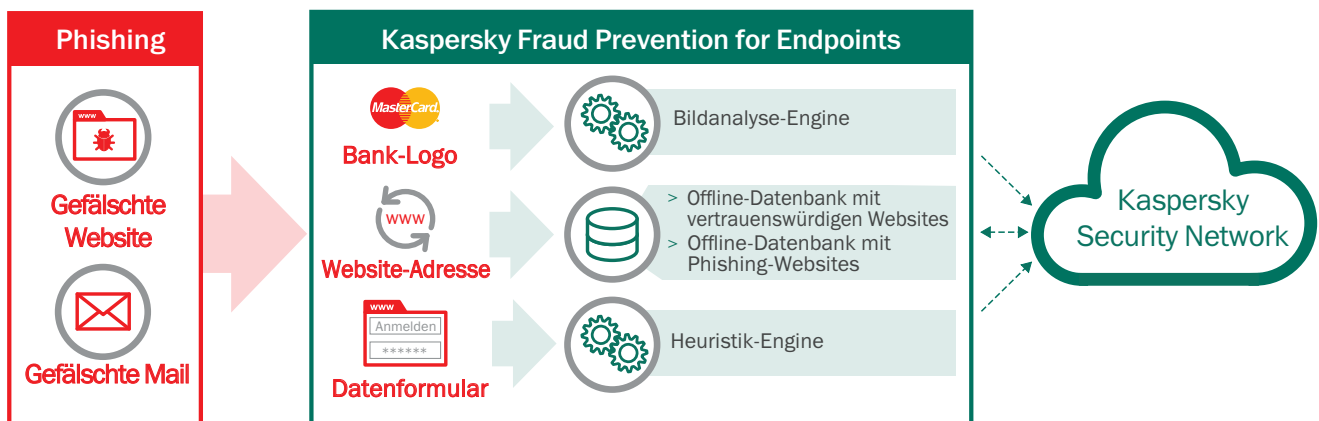 Phishing
www
Gefälschte
Website
Gefälschte Mail
Kaspersky Fraud Prevention for Endpoints
MasterCard.
Bank-Logo
Bildanalyse-Engine
www
Website-Adresse
> Offline-Datenbank mit
vertrauenswürdigen Websites
> Offline-Datenbank mit
Phishing-Websites
www
Anmelden
******
Datenformular
Heuristik-Engine
Kaspersky
Security Network